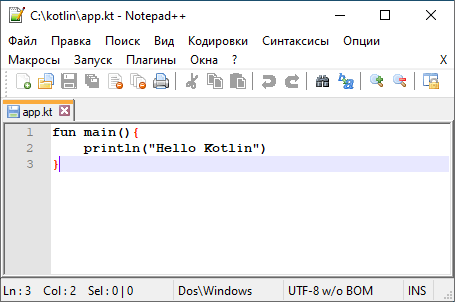 C:\kotlin\app.kt - Notepad++
Файл Правка Поиск Вид Кодировки Синтаксисы Опции
Макросы Запуск Плагины Окна ? X
app.kt
1 fun main(){
2 println("Hello Kotlin")
3 }
Ln : 3 Col : 2 Sel : 0 | 0 Dos\Windows UTF-8 w/o BOM INS